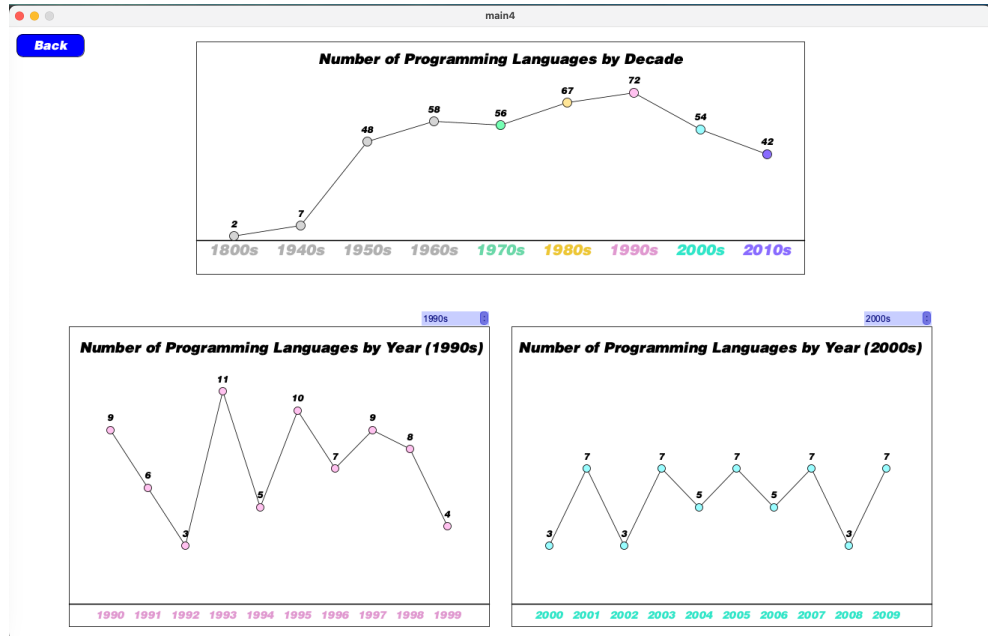 main4
Back
Number of Programming Languages by Decade
2 7 48 58 56 67 72 54 42
1800s 1940s 1950s 1960s 1970s 1980s 1990s 2000s 2010s
1990s
Number of Programming Languages by Year (1990s)
9 6 3 11 5 10 7 9 8 4
1990 1991 1992 1993 1994 1995 1996 1997 1998 1999
2000s
Number of Programming Languages by Year (2000s)
3 7 3 7 5 7 5 7 3 7
2000 2001 2002 2003 2004 2005 2006 2007 2008 2009